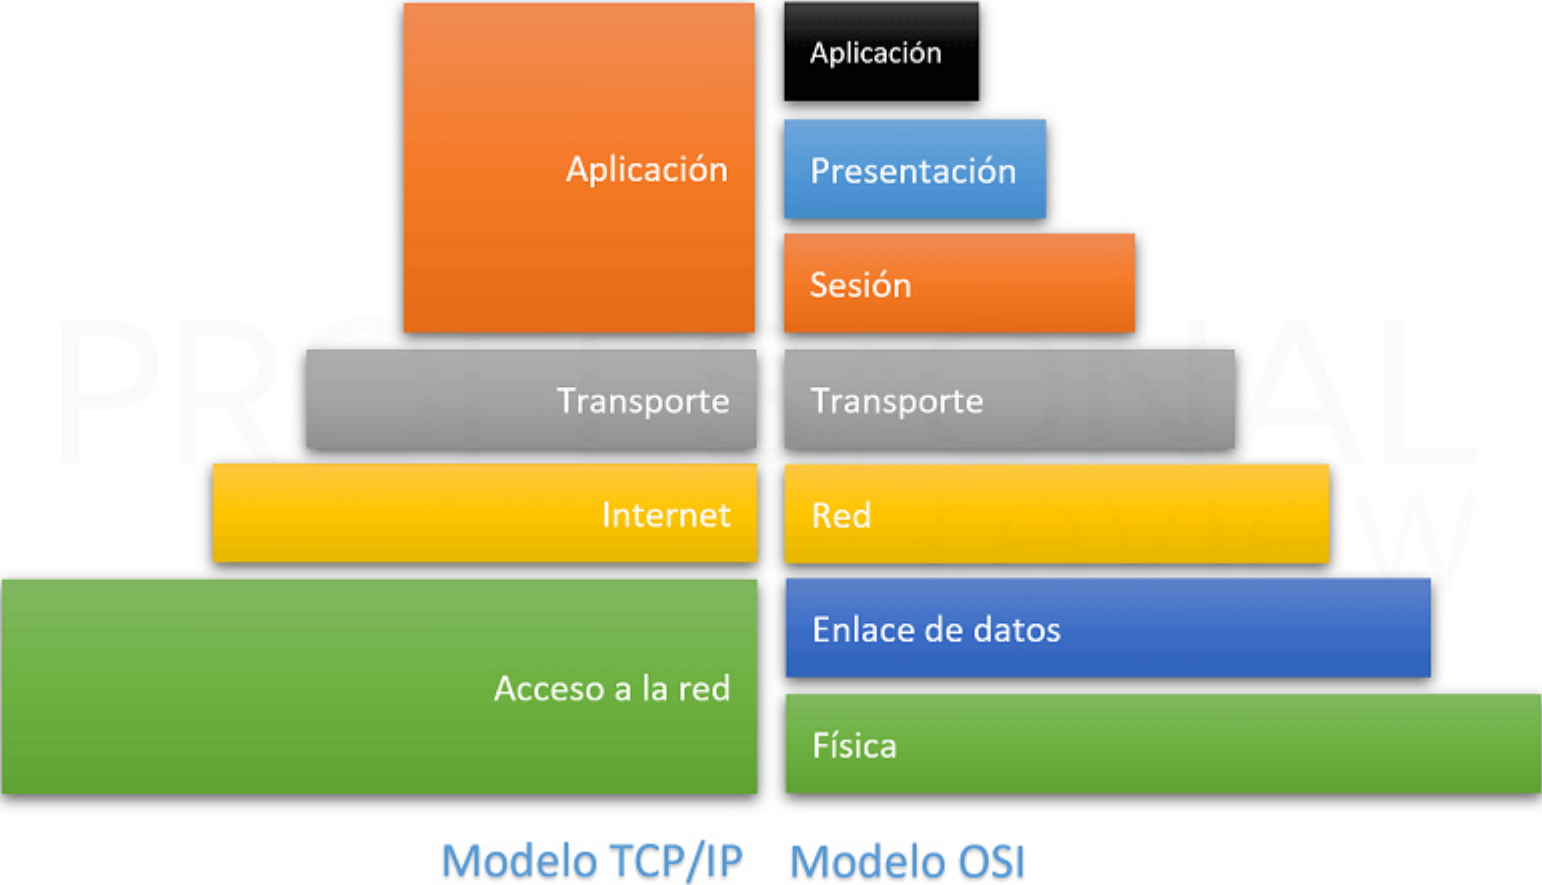 Aplicación
Transporte
Internet
Acceso a la red
Modelo TCP/IP
Aplicación
Presentación
Sesión
Transporte
Red
Enlace de datos
Física
Modelo OSI